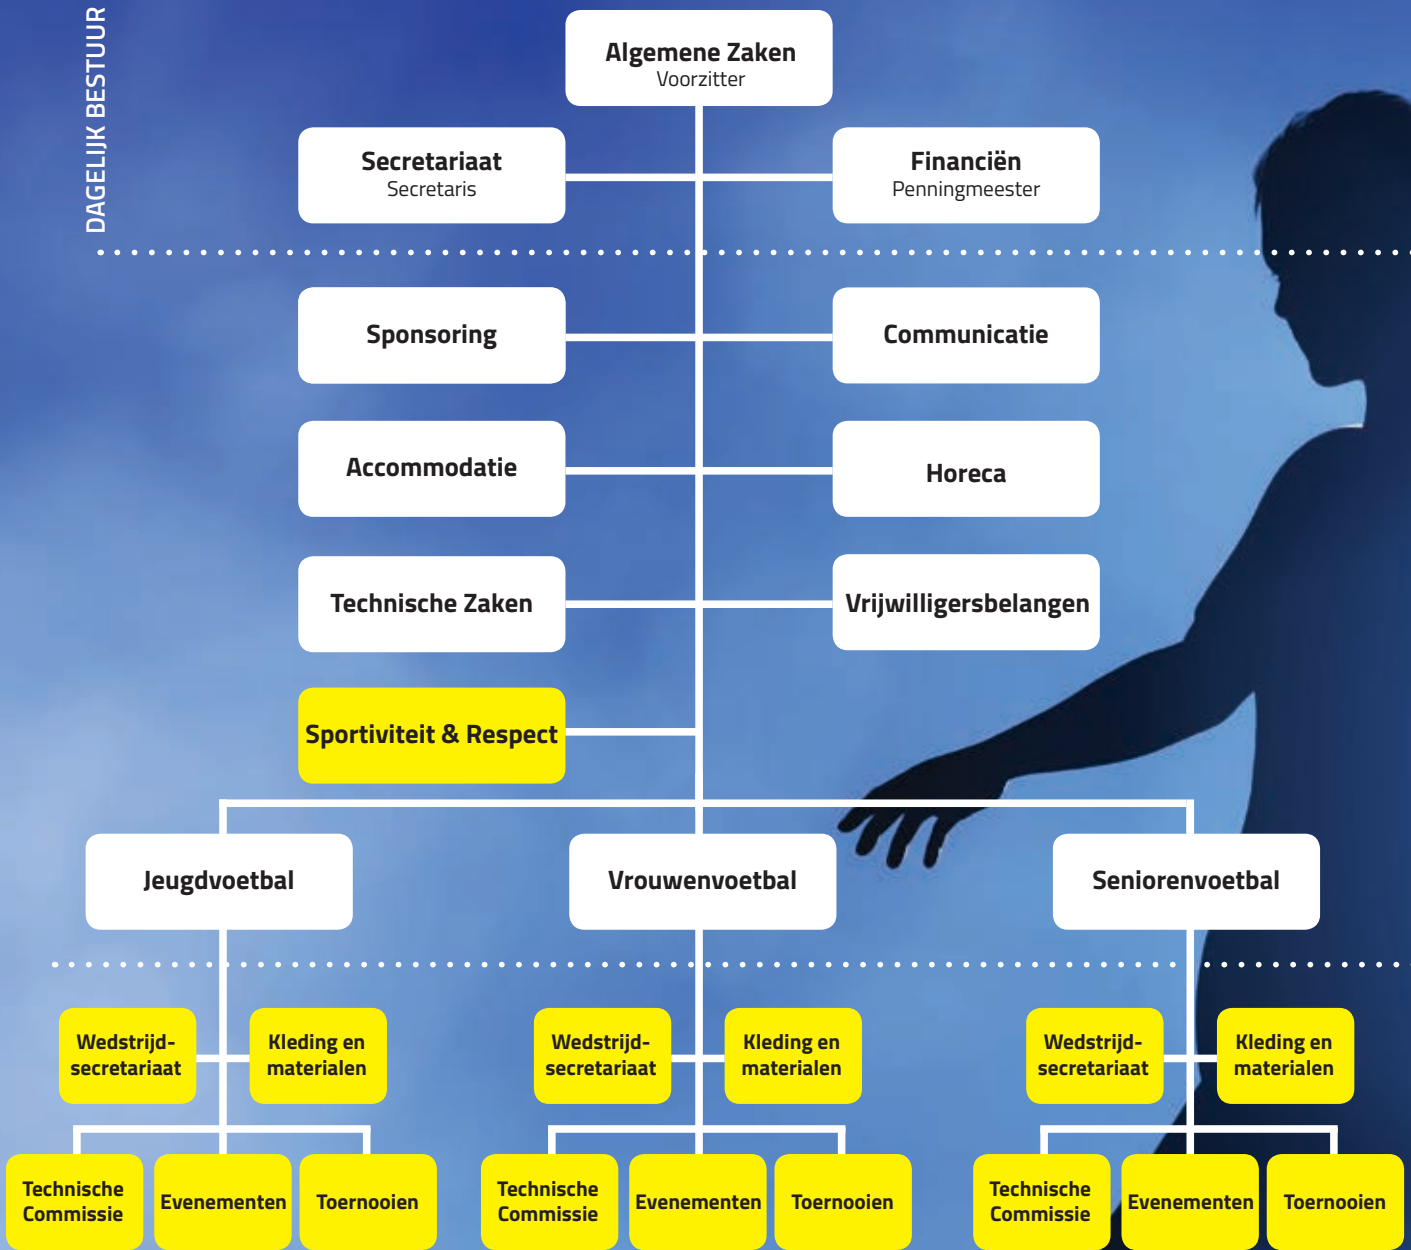 DAGELIJK BESTUUR
Algemene Zaken
Voorzitter
Secretariaat
Secretaris
Financiën
Penningmeester
Sponsoring
Communicatie
Accommodatie
Horeca
Technische Zaken
Vrijwilligersbelangen
Sportiviteit & Respect
Jeugdvoetbal
Vrouwenvoetbal
Seniorenvoetbal
Wedstrijd-
secretariaat
Kleding en
materialen
Wedstrijd-
secretariaat
Kleding en
materialen
Wedstrijd-
secretariaat
Kleding en
materialen
Technische
Commissie
Evenementen
Toernooien
Technische
Commissie
Evenementen
Toernooien
Technische
Commissie
Evenementen
Toernooien